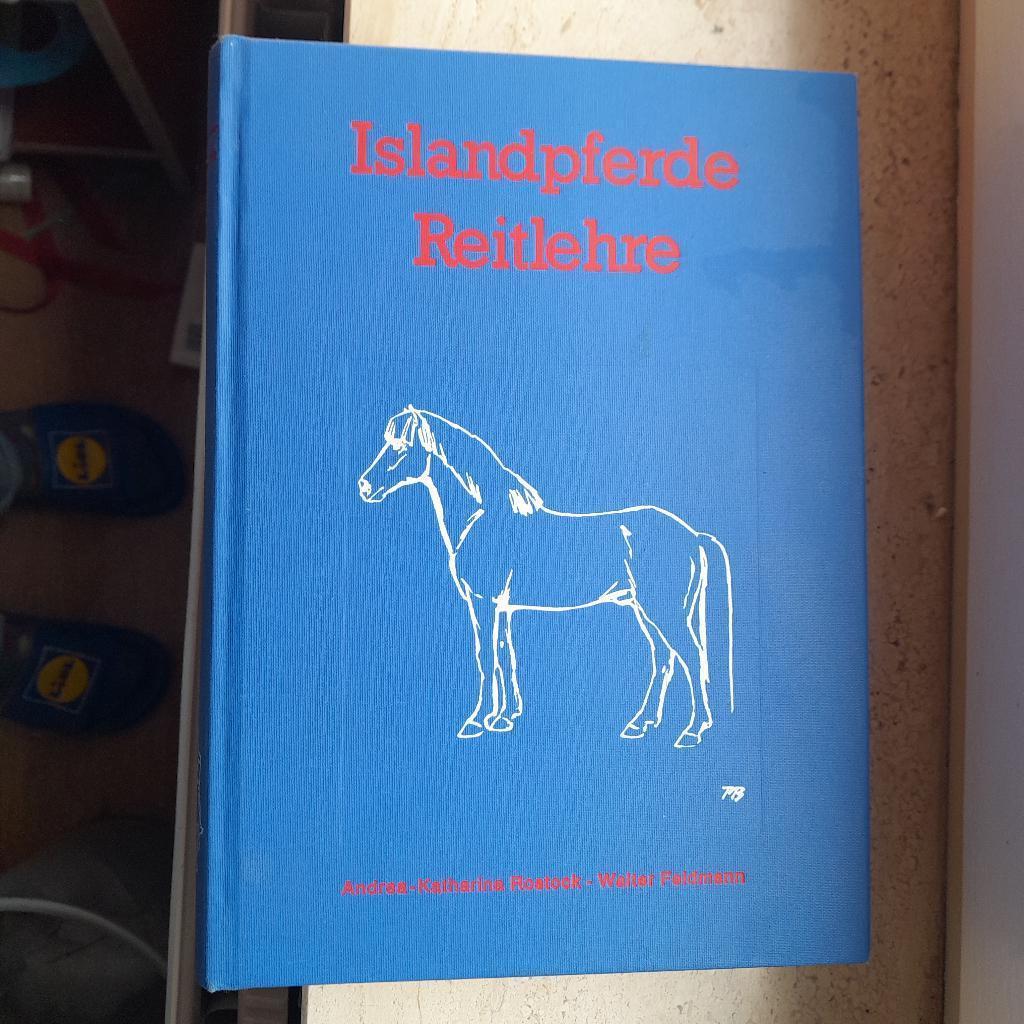 Islandpferde
Reitlehre
Andrea-Katharina Rostock - Walter Feldmann